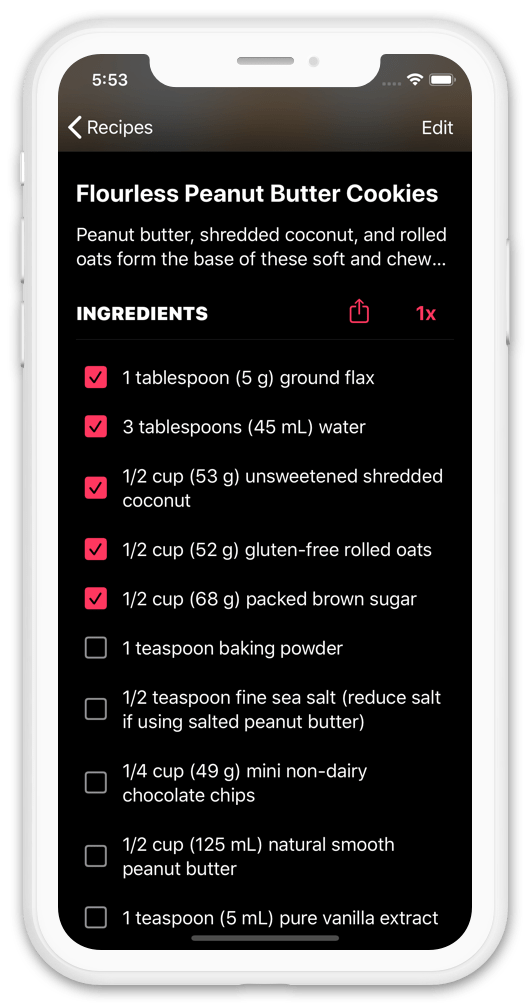 5:53
Recipes
Edit
Flourless Peanut Butter Cookies
Peanut butter, shredded coconut, and rolled
oats form the base of these soft and chew...
INGREDIENTS
1x
1 tablespoon (5 g) ground flax
3 tablespoons (45 mL) water
1/2 cup (53 g) unsweetened shredded
coconut
1/2 cup (52 g) gluten-free rolled oats
1/2 cup (68 g) packed brown sugar
1 teaspoon baking powder
1/2 teaspoon fine sea salt (reduce salt
if using salted peanut butter)
1/4 cup (49 g) mini non-dairy
chocolate chips
1/2 cup (125 mL) natural smooth
peanut butter
1 teaspoon (5 mL) pure vanilla extract